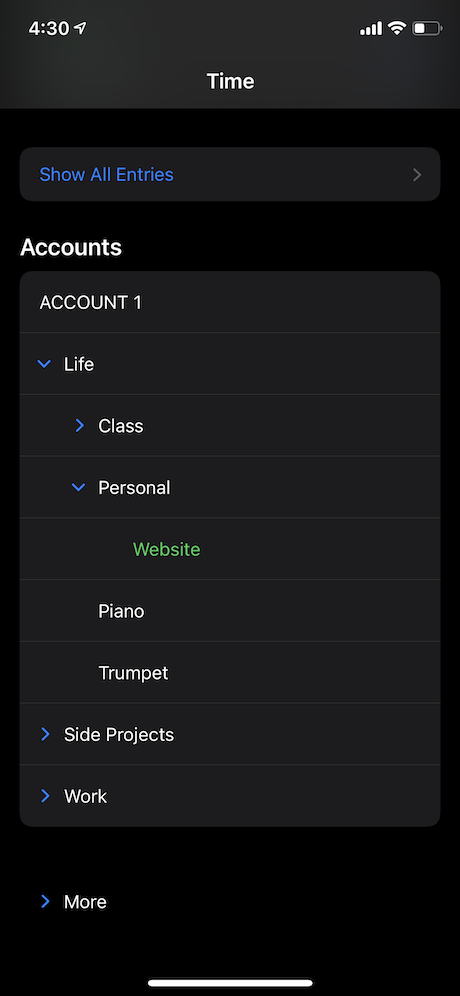 4:30
Time
Show All Entries
Accounts
ACCOUNT 1
Life
Class
Personal
Website
Piano
Trumpet
Side Projects
Work
More